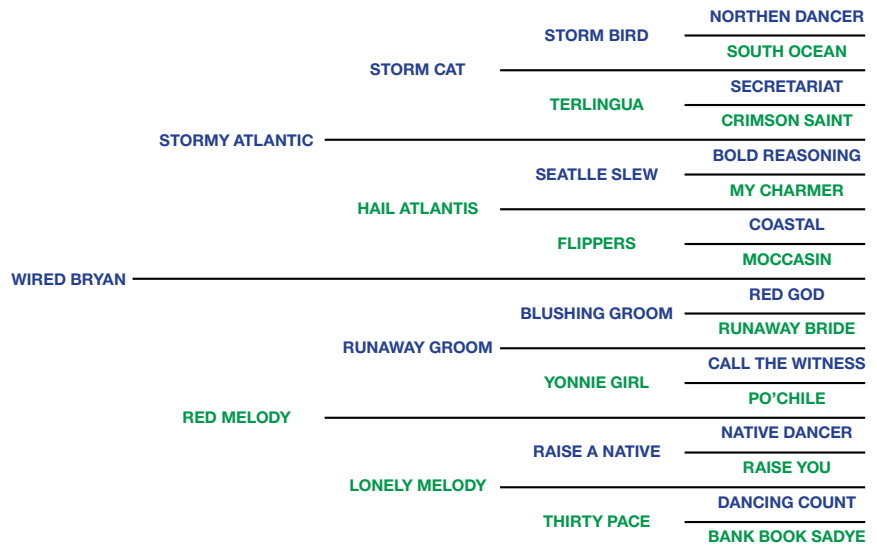 NORTHEN DANCER
STORM BIRD
SOUTH OCEAN
STORM CAT
SECRETARIAT
TERLINGUA
CRIMSON SAINT
STORMY ATLANTIC
BOLD REASONING
SEATLLE SLEW
MY CHARMER
HAIL ATLANTIS
COASTAL
FLIPPERS
MOCCASIN
WIRED BRYAN
RED GOD
BLUSHING GROOM
RUNAWAY BRIDE
RUNAWAY GROOM
CALL THE WITNESS
YONNIE GIRL
PO'CHILE
RED MELODY
NATIVE DANCER
RAISE A NATIVE
RAISE YOU
LONELY MELODY
DANCING COUNT
THIRTY PACE
BANK BOOK SADYE